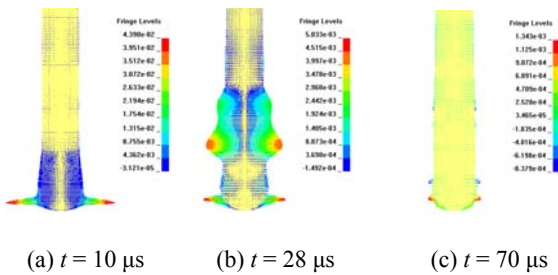 Fringe Levels
4.398e-02
3.951e-02
3.512e-02
3.072e-02
2.633e-02
2.194e-02
1.754e-02
1.315e-02
8.755e-03
4.362e-03
-3.121e-05
Fringe Levels
5.033e-03
4.515e-03
3.997e-03
3.478e-03
2.960e-03
2.442e-03
1.924e-03
1.405e-03
8.873e-04
3.690e-04
-1.492e-04
Fringe Levels
1.343e-03
1.125e-03
9.072e-04
6.891e-04
4.709e-04
2.528e-04
3.465e-05
-1.835e-04
-4.016e-04
-6.198e-04
-8.379e-04
(a) t = 10 μs
(b) t = 28 μs
(c) t = 70 μs